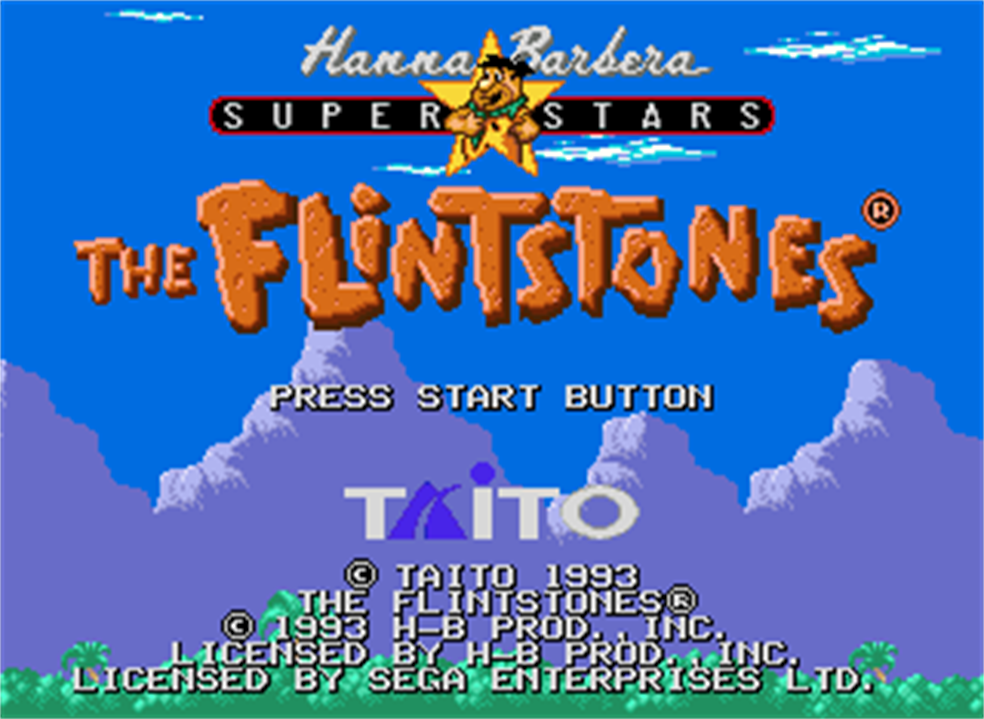 Hanna Barbera
SUPER STARS
THE FLINTSTONES®
PRESS START BUTTON
TAITO
© TAITO 1993
THE FLINTSTONES®
© 1993 H-B PROD., INC.
LICENSED BY H-B PROD., INC.
LICENSED BY SEGA ENTERPRISES LTD.